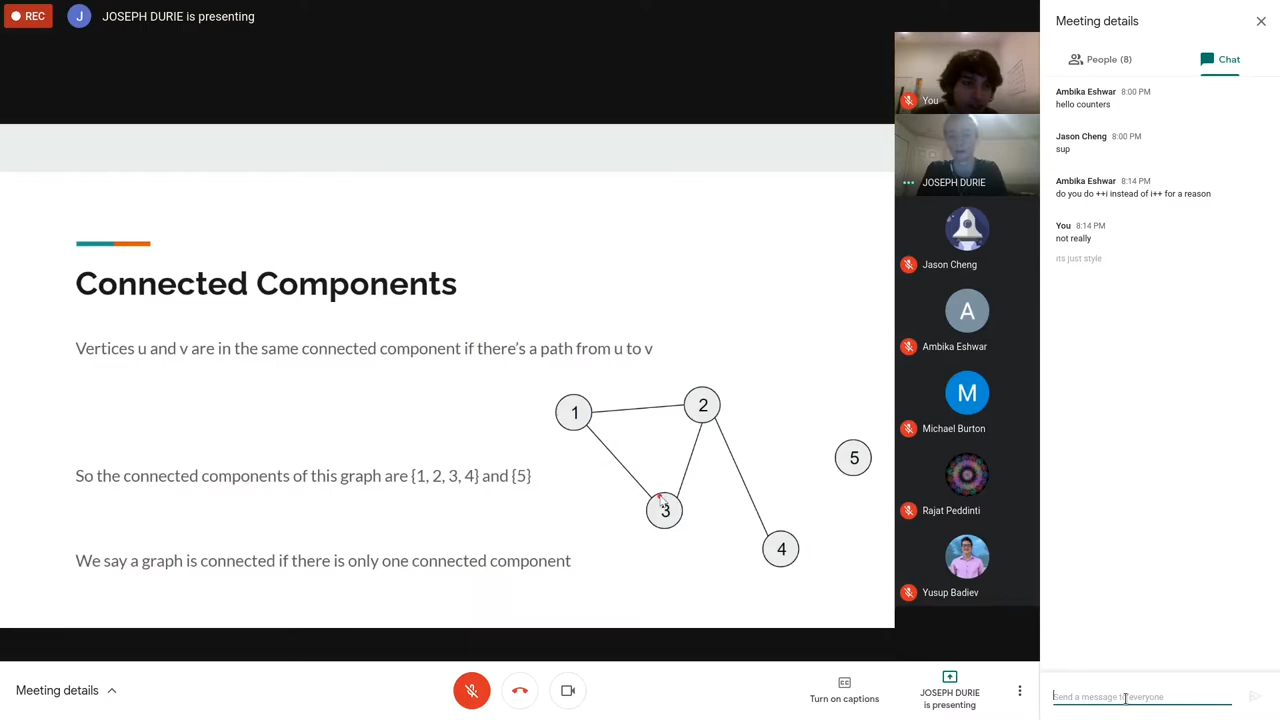 REC
J
JOSEPH DURIE is presenting
Connected Components
Vertices u and v are in the same connected component if there's a path from u to v
1
2
3
4
5
So the connected components of this graph are {1, 2, 3, 4} and {5}
We say a graph is connected if there is only one connected component
You
JOSEPH DURIE
Jason Cheng
A
Ambika Eshwar
M
Michael Burton
Rajat Peddinti
Yusup Badiev
Meeting details
People (8)
Chat
Ambika Eshwar 8:00 PM
hello counters
Jason Cheng 8:00 PM
sup
Ambika Eshwar 8:14 PM
do you do ++i instead of i++ for a reason
You 8:14 PM
not really
its just style
Send a message to everyone
Meeting details
Turn on captions
JOSEPH DURIE
is presenting